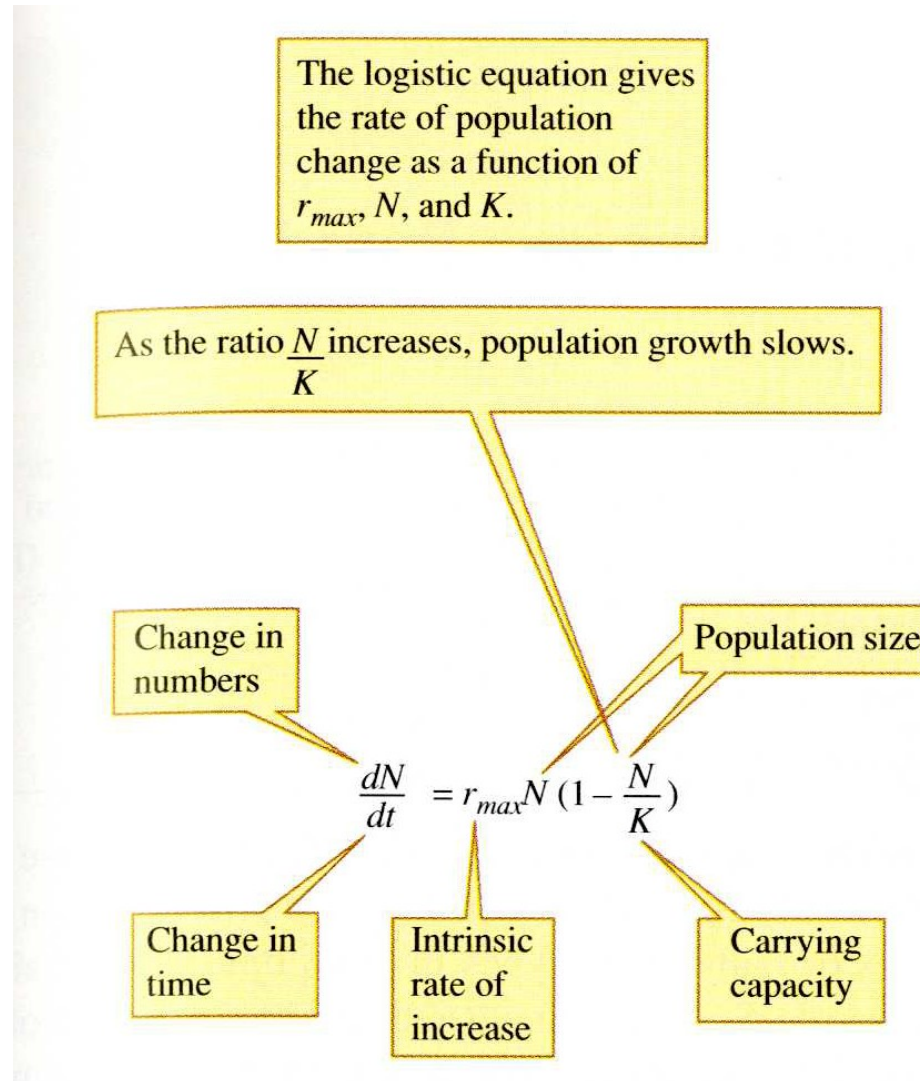 The logistic equation gives
the rate of population
change as a function of
r_max, N, and K.
As the ratio N/K increases, population growth slows.
Change in
numbers
Population size
dN/dt = r_max N (1 – N/K)
Change in
time
Intrinsic
rate of
increase
Carrying
capacity